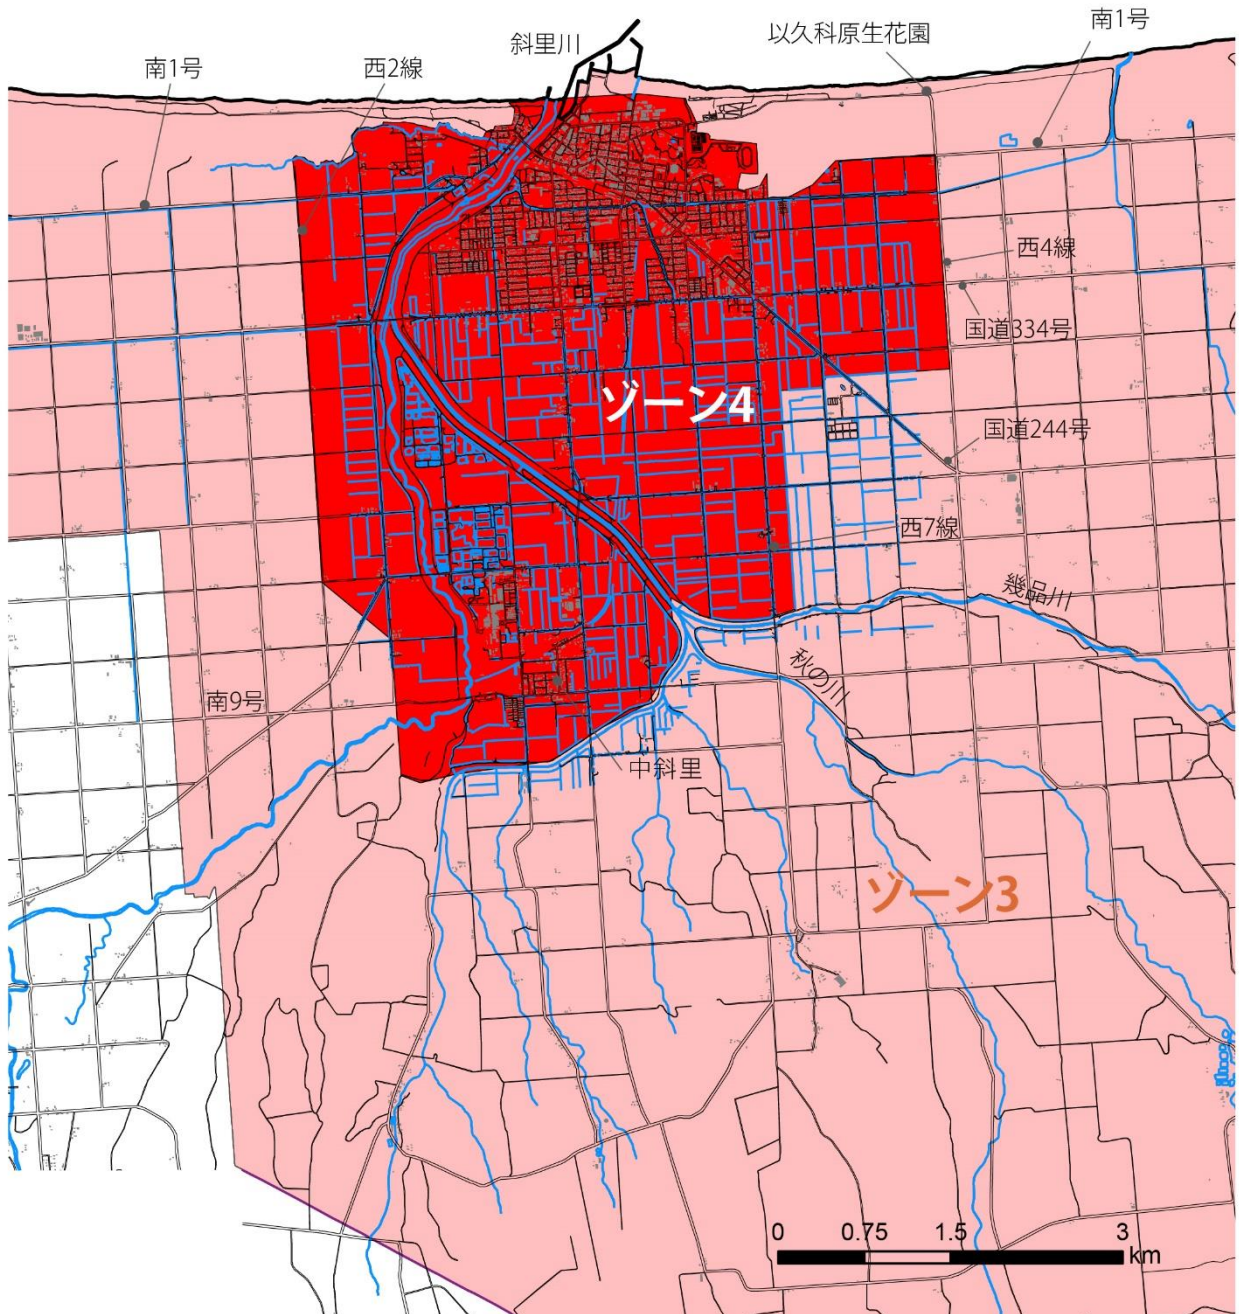 南1号
斜里川
以久科原生花園
南1号
西2線
西4線
国道334号
ゾーン4
国道244号
西7線
幾品川
秋の川
南9号
中斜里
ゾーン3
0 0.75 1.5 3
km